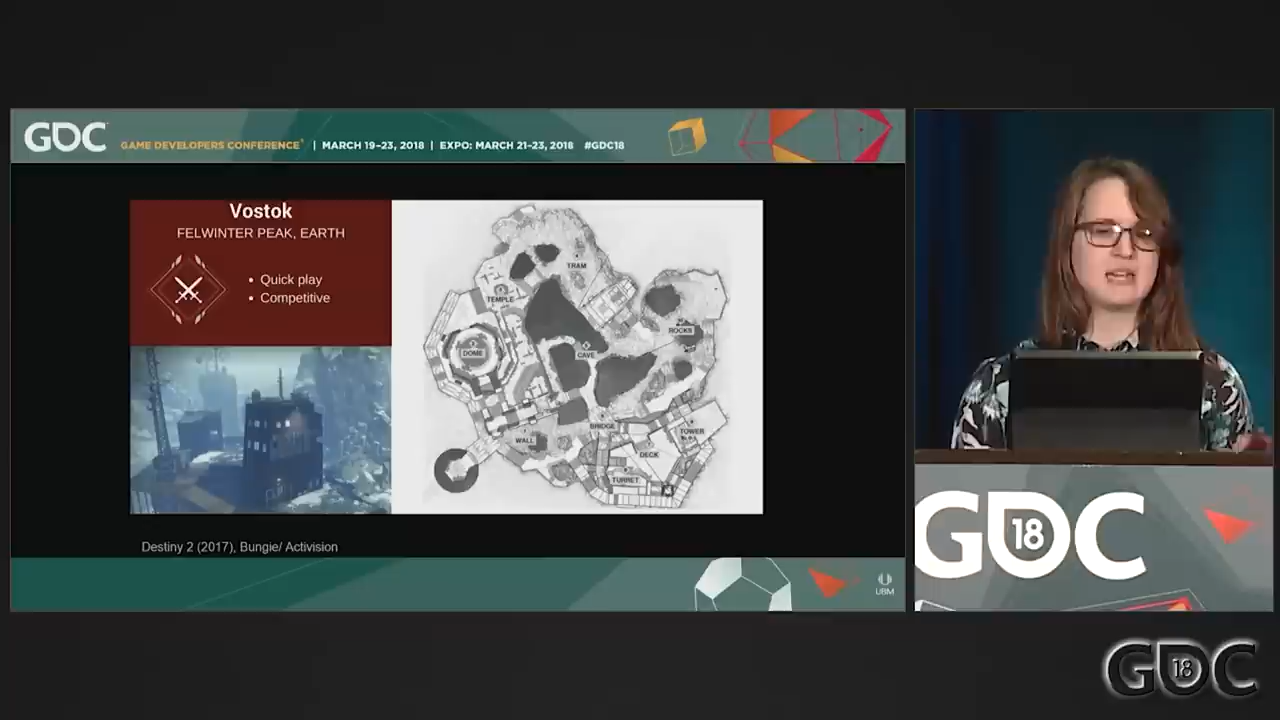 GDC GAME DEVELOPERS CONFERENCE | MARCH 19–23, 2018 | EXPO: MARCH 21–23, 2018 #GDC18
Vostok
FELWINTER PEAK, EARTH
• Quick play
• Competitive
TRAM
TEMPLE
ROCKS
DOME
CAVE
BRIDGE
TOWER
WALL
DECK
TURRET
Destiny 2 (2017), Bungie/ Activision
UBM
GDC
18
GDC
18